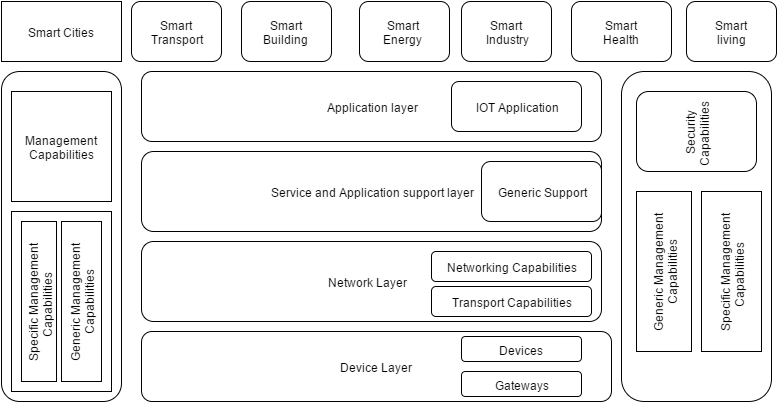 Smart Cities
Smart
Transport
Smart
Building
Smart
Energy
Smart
Industry
Smart
Health
Smart
living
Management
Capabilities
Specific Management
Capabilities
Generic Management
Capabilities
Application layer
IOT Application
Service and Application support layer
Generic Support
Network Layer
Networking Capabilities
Transport Capabilities
Device Layer
Devices
Gateways
Security
Capabilities
Generic Management
Capabilities
Specific Management
Capabilities